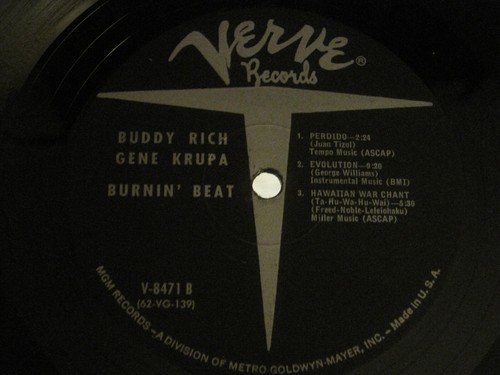 Verve®
Records
BUDDY RICH
GENE KRUPA
BURNIN' BEAT
1. PERDIDO—3:24
(Juan Tizol)
Tempo Music (ASCAP)
2. EVOLUTION—9:20
(George Williams)
Instrumental Music (BMI)
3. HAWAIIAN WAR CHANT
(Ta-Hu-Wa-Hu-Wai)—5:30
(Freed-Noble-Leleiohaku)
Miller Music (ASCAP)
V-8471 B
(62-VG-139)
MGM RECORDS—A DIVISION OF METRO-GOLDWYN-MAYER, INC.—Made in U.S.A.